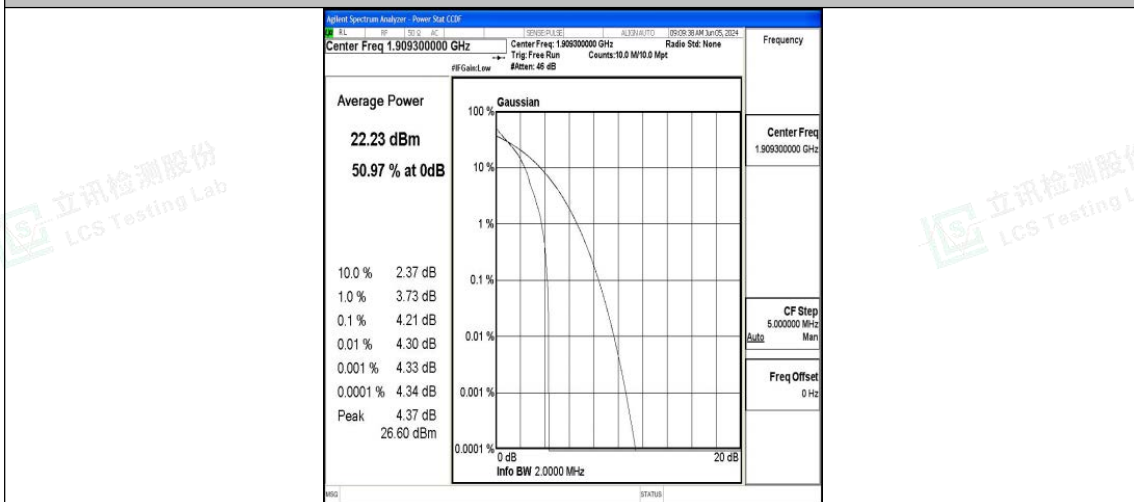 Agilent Spectrum Analyzer - Power Stat CCDF
RL RF 50 Ω AC SENSE:PULSE ALIGNAUTO 09:09:38 AM Jun 05, 2024
Center Freq 1.909300000 GHz
Center Freq: 1.909300000 GHz Radio Std: None
Trig: Free Run Counts:10.0 M/10.0 Mpt
#IFGain:Low #Atten: 46 dB
Frequency
Average Power
22.23 dBm
50.97 % at 0dB
10.0 % 2.37 dB
1.0 % 3.73 dB
0.1 % 4.21 dB
0.01 % 4.30 dB
0.001 % 4.33 dB
0.0001 % 4.34 dB
Peak 4.37 dB
26.60 dBm
Gaussian
100 %
10 %
1 %
0.1 %
0.01 %
0.001 %
0.0001 %
0 dB 20 dB
Info BW 2.0000 MHz
Center Freq
1.909300000 GHz
CF Step
5.000000 MHz
Auto Man
Freq Offset
0 Hz
MSG STATUS
立讯检测股份
LCS Testing Lab
立讯检测股份
LCS Testing L